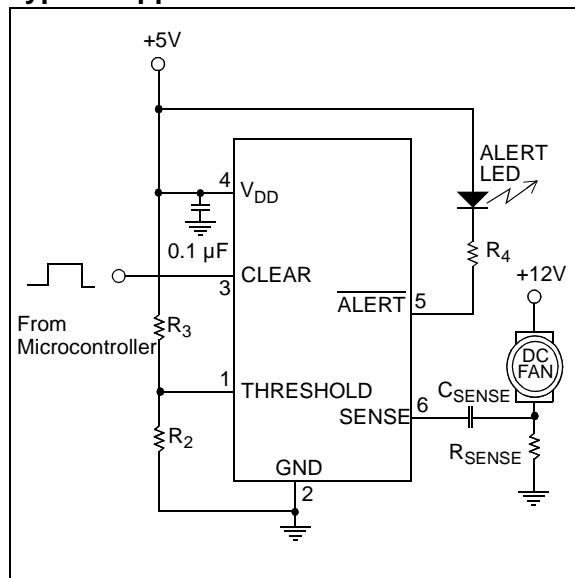 +5V
ALERT
LED
4
V_DD
0.1 µF
R_4
CLEAR
3
+12V
ALERT
5
From
Microcontroller
R_3
DC
FAN
1
THRESHOLD
C_SENSE
SENSE
6
R_2
R_SENSE
GND
2